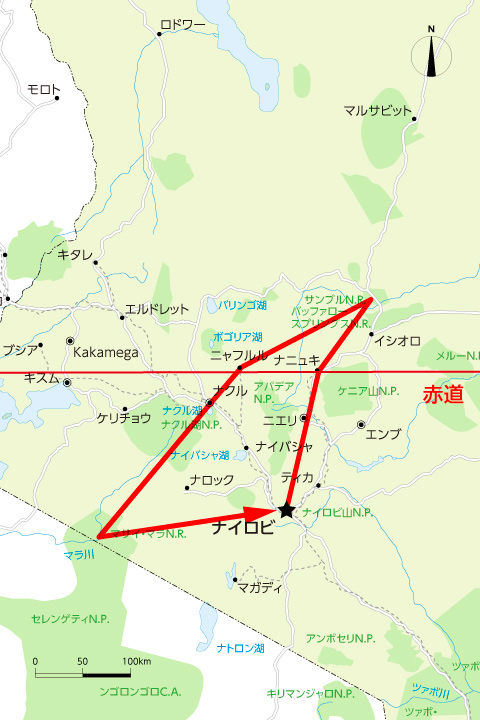 ロドワー
N
モロト
マルサビット
キタレ
サンブルN.R.
バリンゴ湖
バッファロー
スプリングスN.R.
エルドレット
ボゴリア湖
イシオロ
ブシア
Kakamega
ニャフルル
ナニュキ
メルーN.P.
キスム
赤道
ナクル
アバデア
N.P.
ケニア山N.P.
ナクル湖
ケリチョウ
ナクル湖N.P.
ニエリ
エンブ
ナイバシャ
ナイバシャ湖
ナロック
ティカ
ナイロビ山N.P.
ナイロビ
マサイ・マラN.R.
マラ川
マガディ
セレンゲティN.P.
アンボセリN.P.
ナトロン湖
0 50 100km
ツァボ
ンゴロンゴロC.A.
キリマンジャロN.P.
ツァボ川
ツァボ・